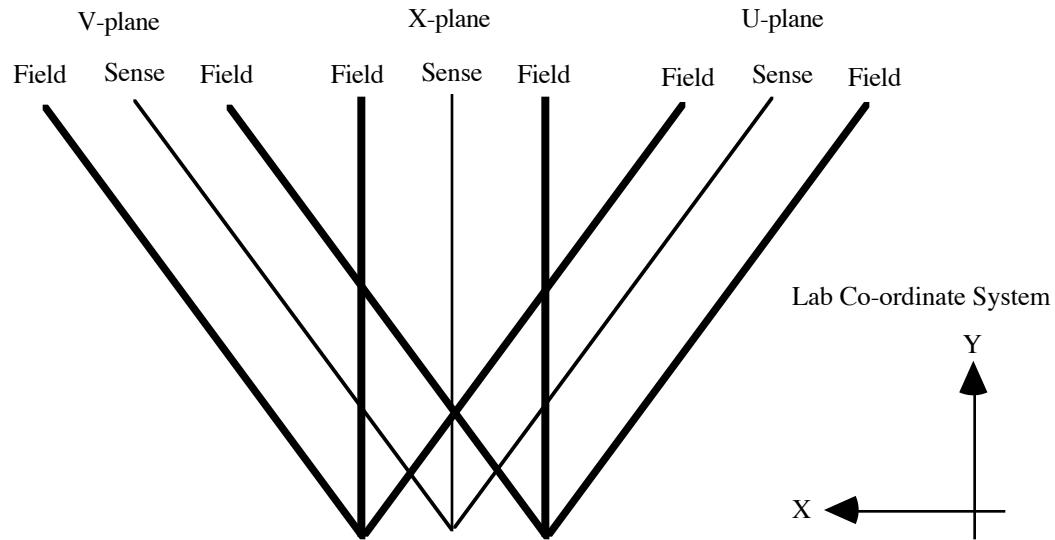 V-plane X-plane U-plane
Field Sense Field Field Sense Field Field Sense Field
Lab Co-ordinate System
Y
X